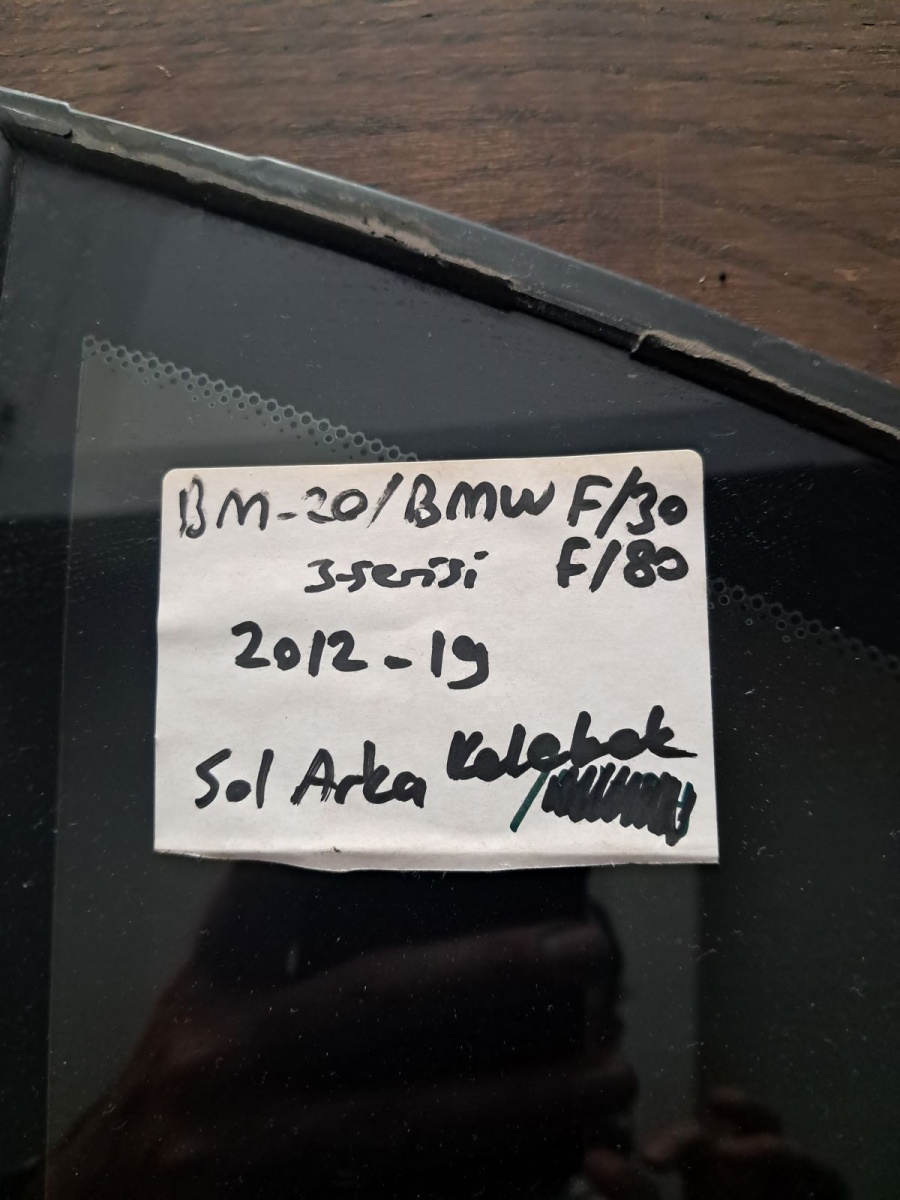 BM-20/BMW F/30
3-serisi F/80
2012-19
Sol Arka Kelebek